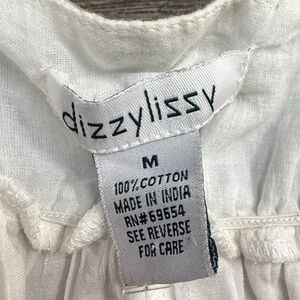 dizzylissy
M
100% COTTON
MADE IN INDIA
RN#69654
SEE REVERSE
FOR CARE